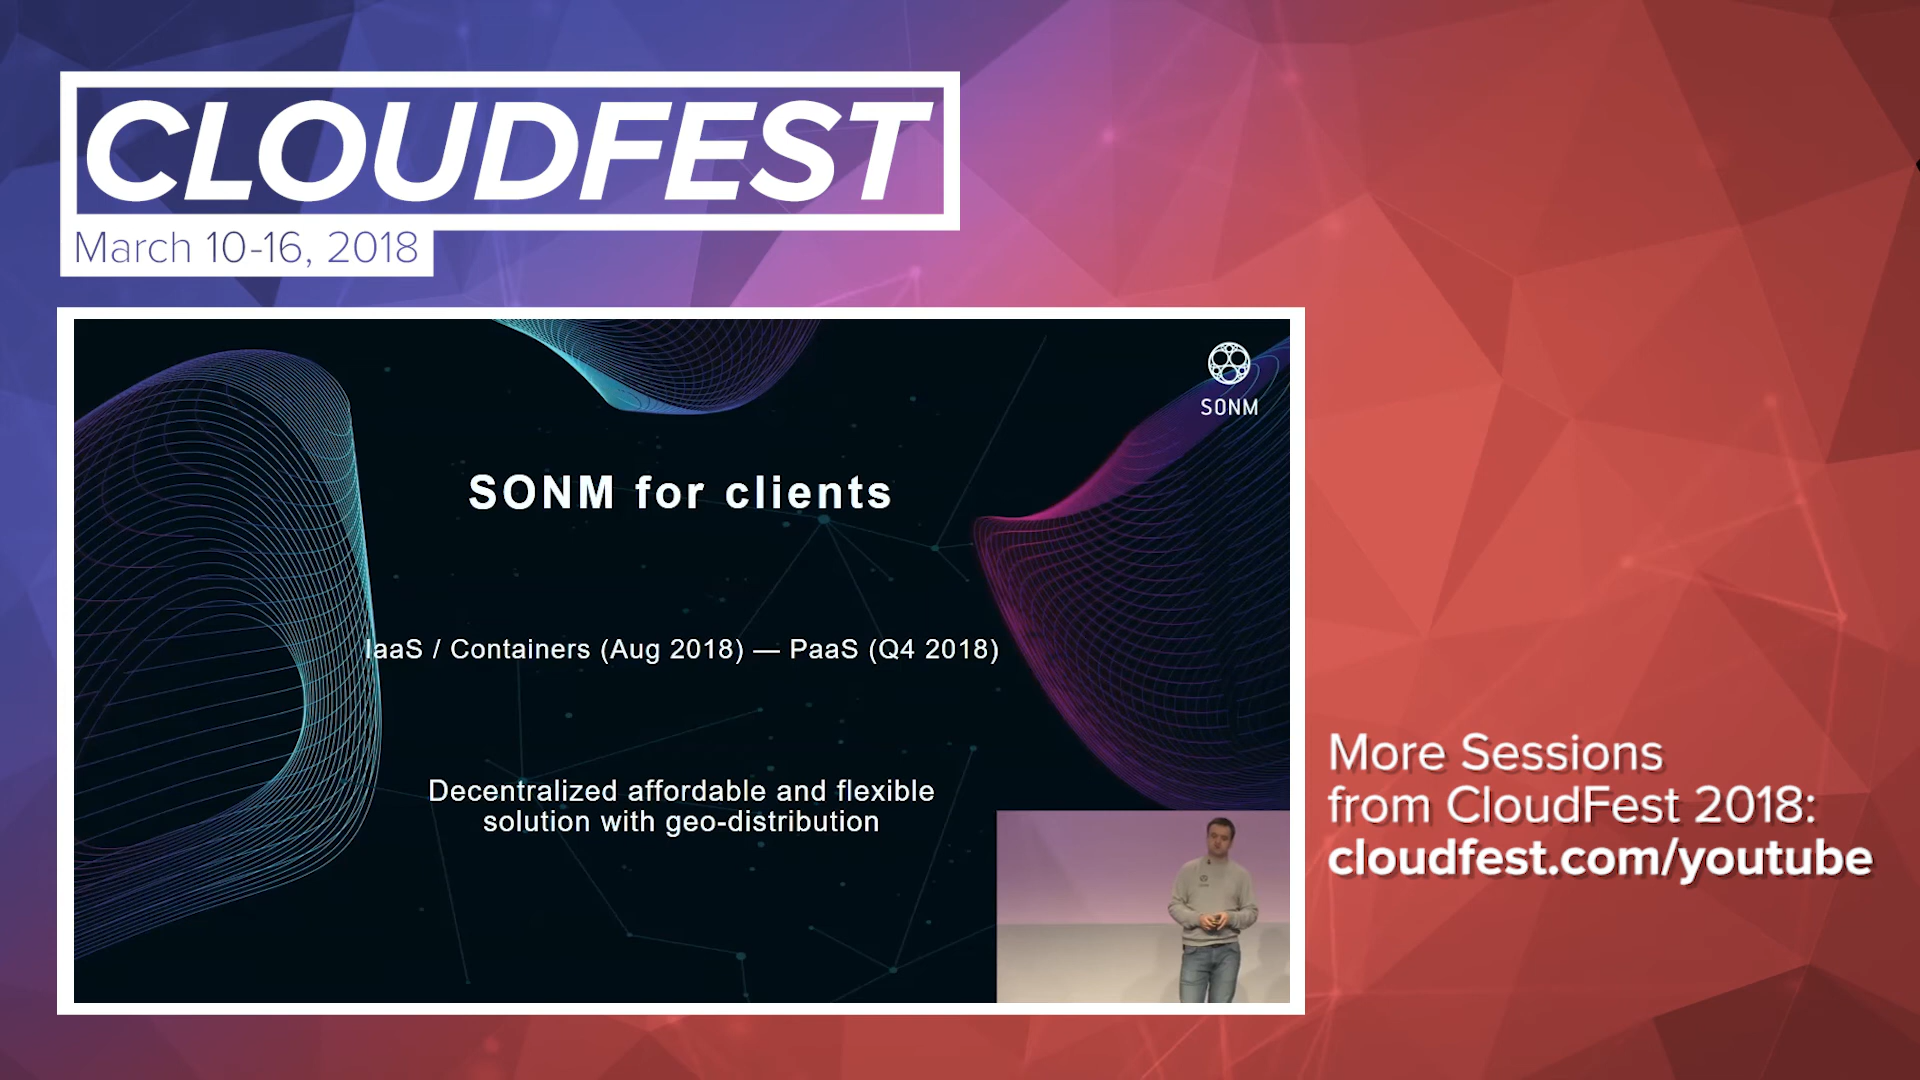 CLOUDFEST
March 10-16, 2018
SONM
SONM for clients
IaaS / Containers (Aug 2018) — PaaS (Q4 2018)
Decentralized affordable and flexible
solution with geo-distribution
More Sessions
from CloudFest 2018:
cloudfest.com/youtube